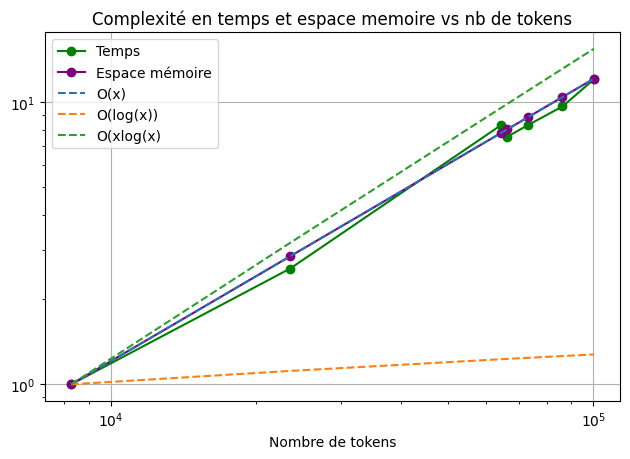 Complexité en temps et espace memoire vs nb de tokens
Temps
Espace mémoire
O(x)
O(log(x))
O(xlog(x)
10¹
10⁰
10⁴
10⁵
Nombre de tokens